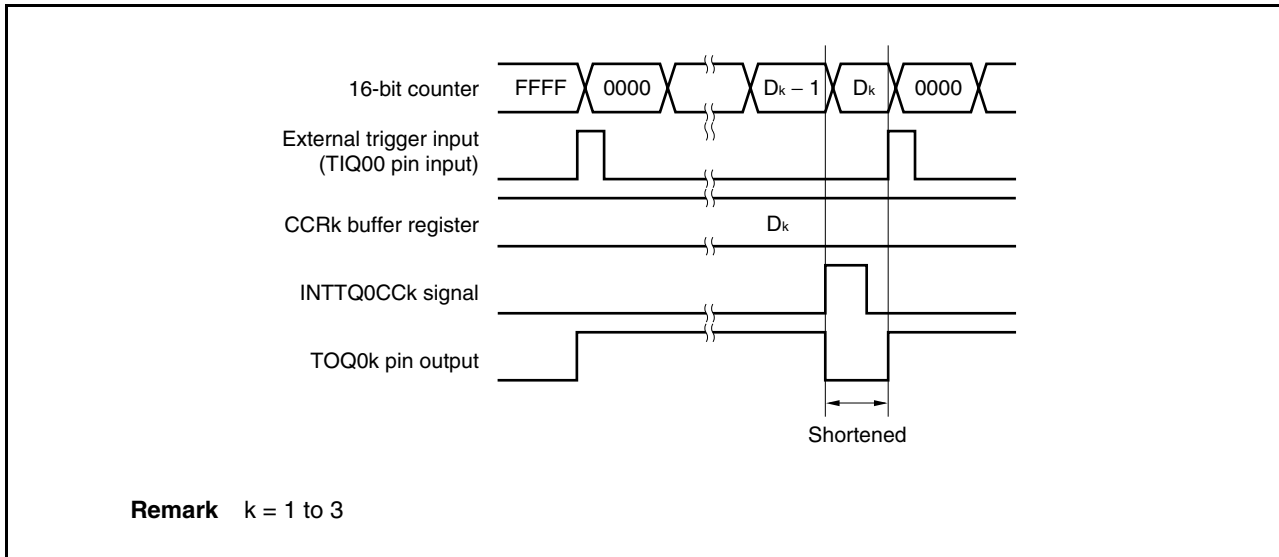 16-bit counter FFFF 0000 Dk − 1 Dk 0000
External trigger input
(TIQ00 pin input)
CCRk buffer register Dk
INTTQ0CCk signal
TOQ0k pin output
Shortened
Remark k = 1 to 3